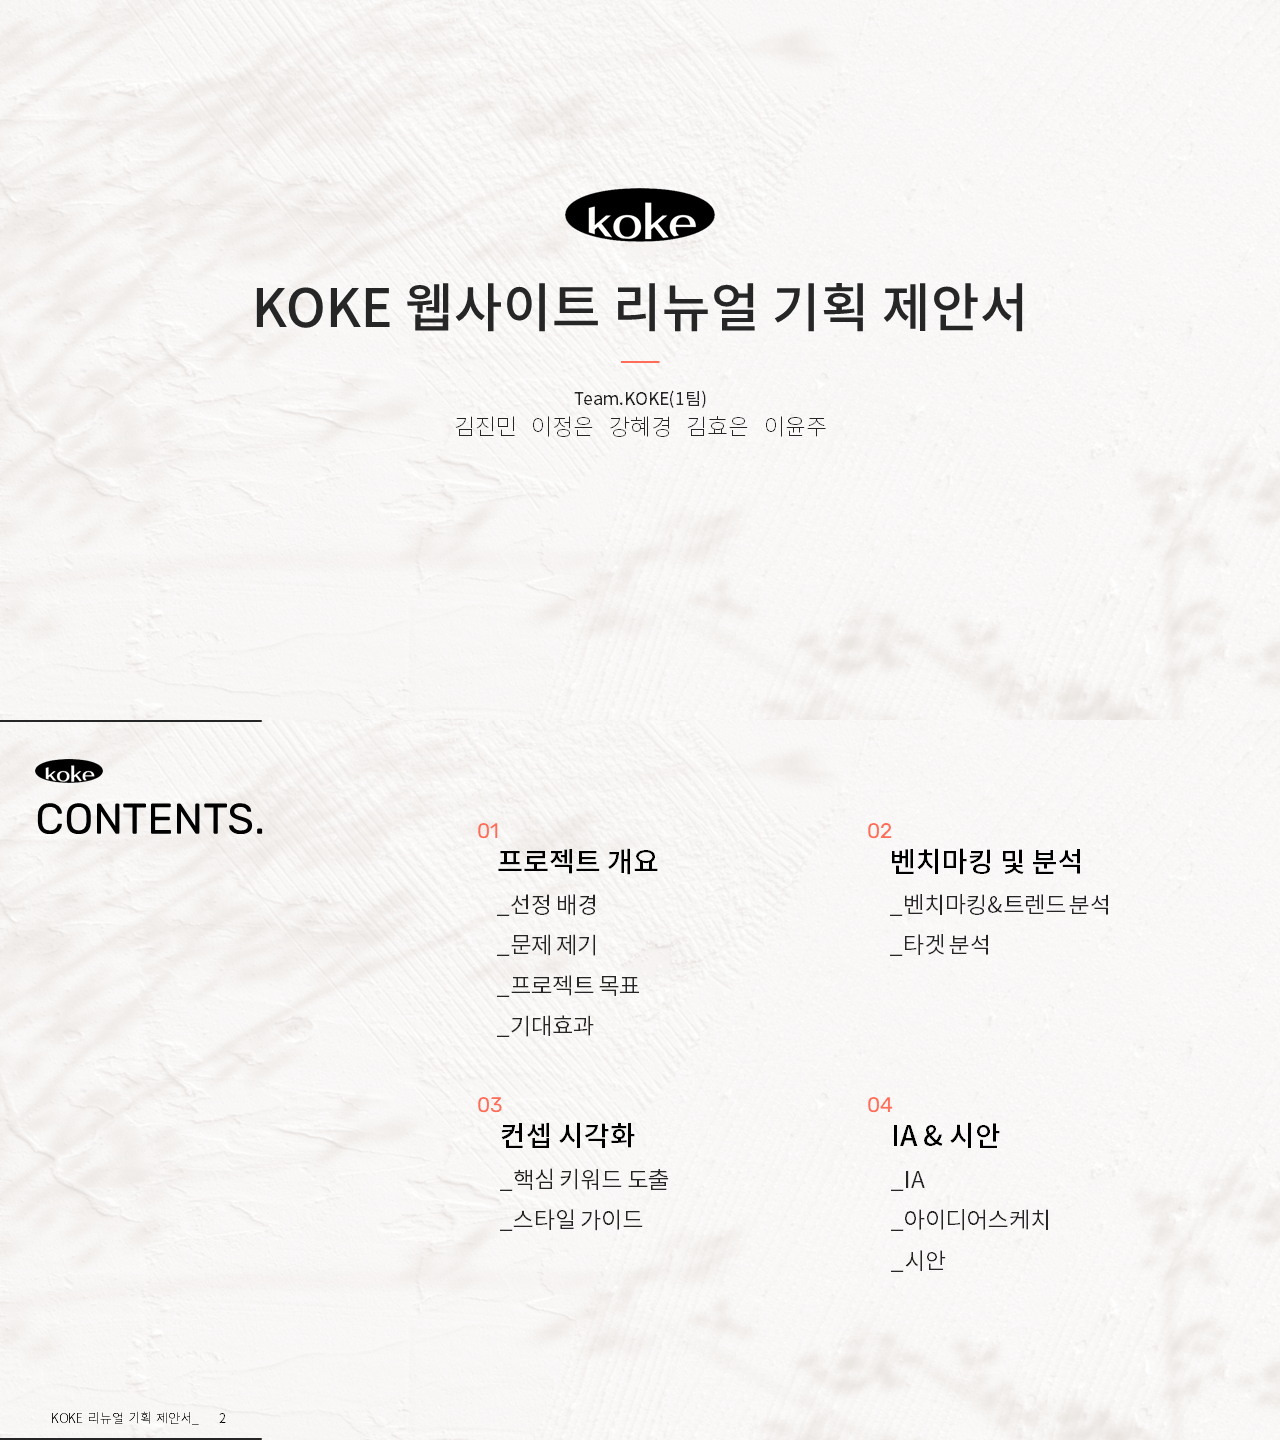 koke
KOKE 웹사이트 리뉴얼 기획 제안서
Team.KOKE(1팀)
김진민 이정은 강혜경 김효은 이윤주
koke
CONTENTS.
01
프로젝트 개요
_선정 배경
_문제 제기
_프로젝트 목표
_기대효과
02
벤치마킹 및 분석
_벤치마킹&트렌드 분석
_타겟 분석
03
컨셉 시각화
_핵심 키워드 도출
_스타일 가이드
04
IA & 시안
_IA
_아이디어스케치
_시안
KOKE 리뉴얼 기획 제안서_ 2